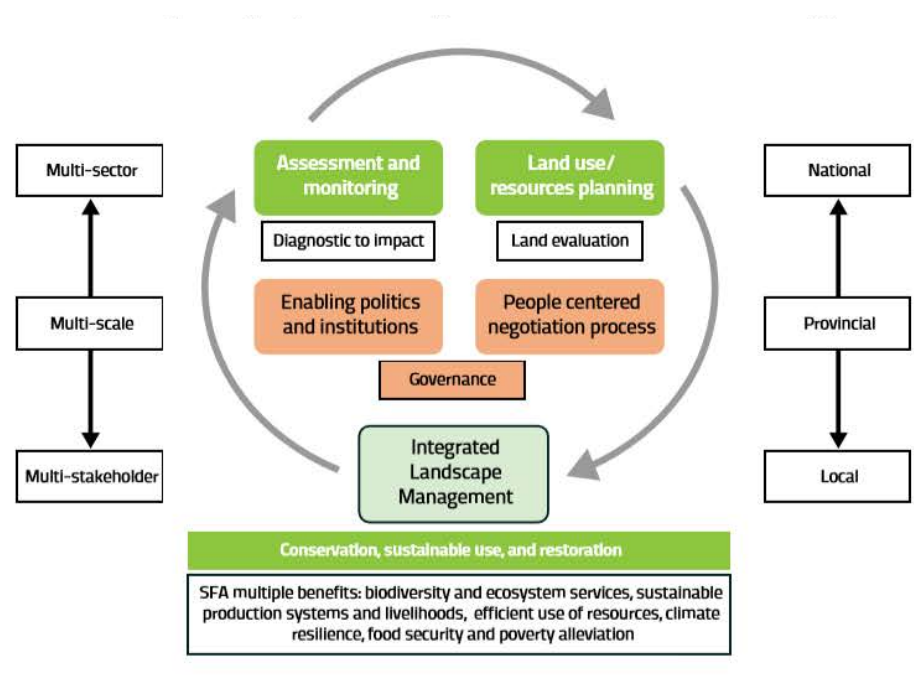 Assessment and
monitoring
Land use/
resources planning
Multi-sector
National
Diagnostic to impact
Land evaluation
Enabling politics
and institutions
People centered
negotiation process
Multi-scale
Provincial
Governance
Integrated
Landscape
Management
Multi-stakeholder
Local
Conservation, sustainable use, and restoration
SFA multiple benefits: biodiversity and ecosystem services, sustainable
production systems and livelihoods, efficient use of resources, climate
resilience, food security and poverty alleviation